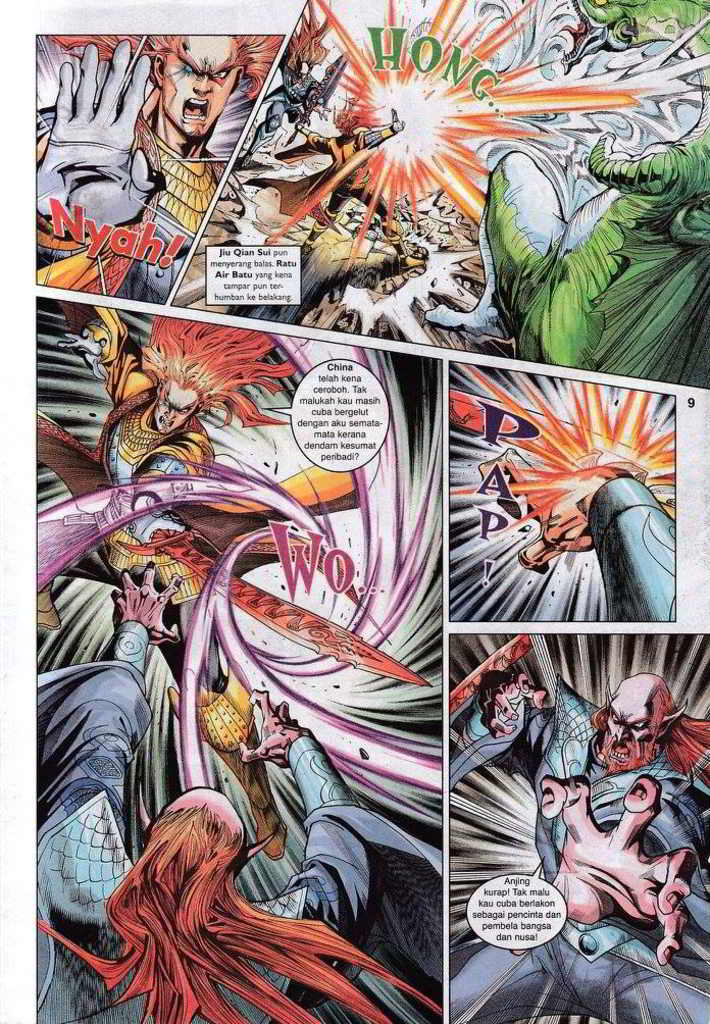 Nyah!
HONG...
Jiu Qian Sui pun
menyerang balas. Ratu
Air Batu yang kena
tampar pun ter-
humban ke belakang.
China
telah kena
ceroboh. Tak
malukah kau masih
cuba bergelut
dengan aku semata-
mata kerana
dendam kesumat
peribadi?
WO...
9
PAP!
Anjing
kurap! Tak malu
kau cuba berlakon
sebagai pencinta dan
pembela bangsa
dan nusa!